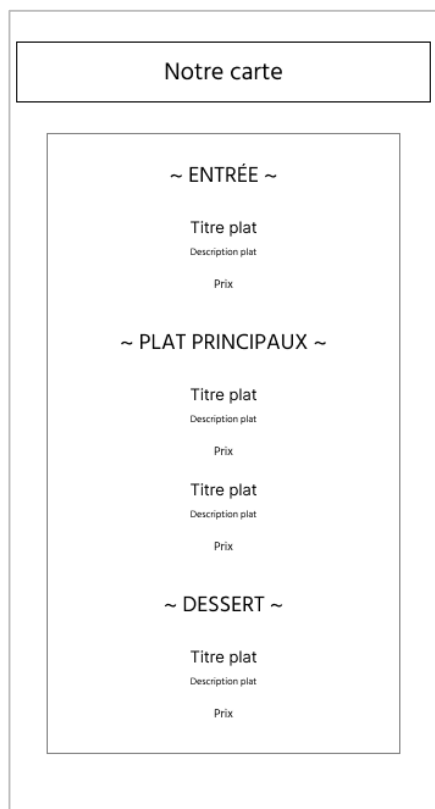 Notre carte
~ ENTRÉE ~
Titre plat
Description plat
Prix
~ PLAT PRINCIPAUX ~
Titre plat
Description plat
Prix
Titre plat
Description plat
Prix
~ DESSERT ~
Titre plat
Description plat
Prix